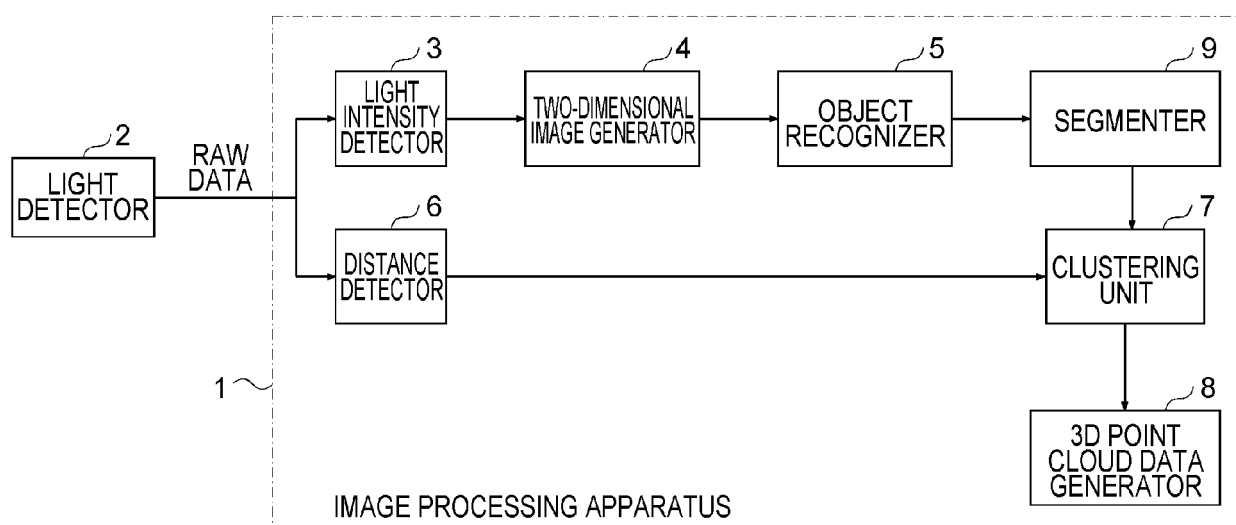 3
4
5
9
LIGHT
INTENSITY
DETECTOR
TWO-DIMENSIONAL
IMAGE GENERATOR
OBJECT
RECOGNIZER
SEGMENTER
2
LIGHT
DETECTOR
RAW
DATA
6
DISTANCE
DETECTOR
7
CLUSTERING
UNIT
1
8
3D POINT
CLOUD DATA
GENERATOR
IMAGE PROCESSING APPARATUS